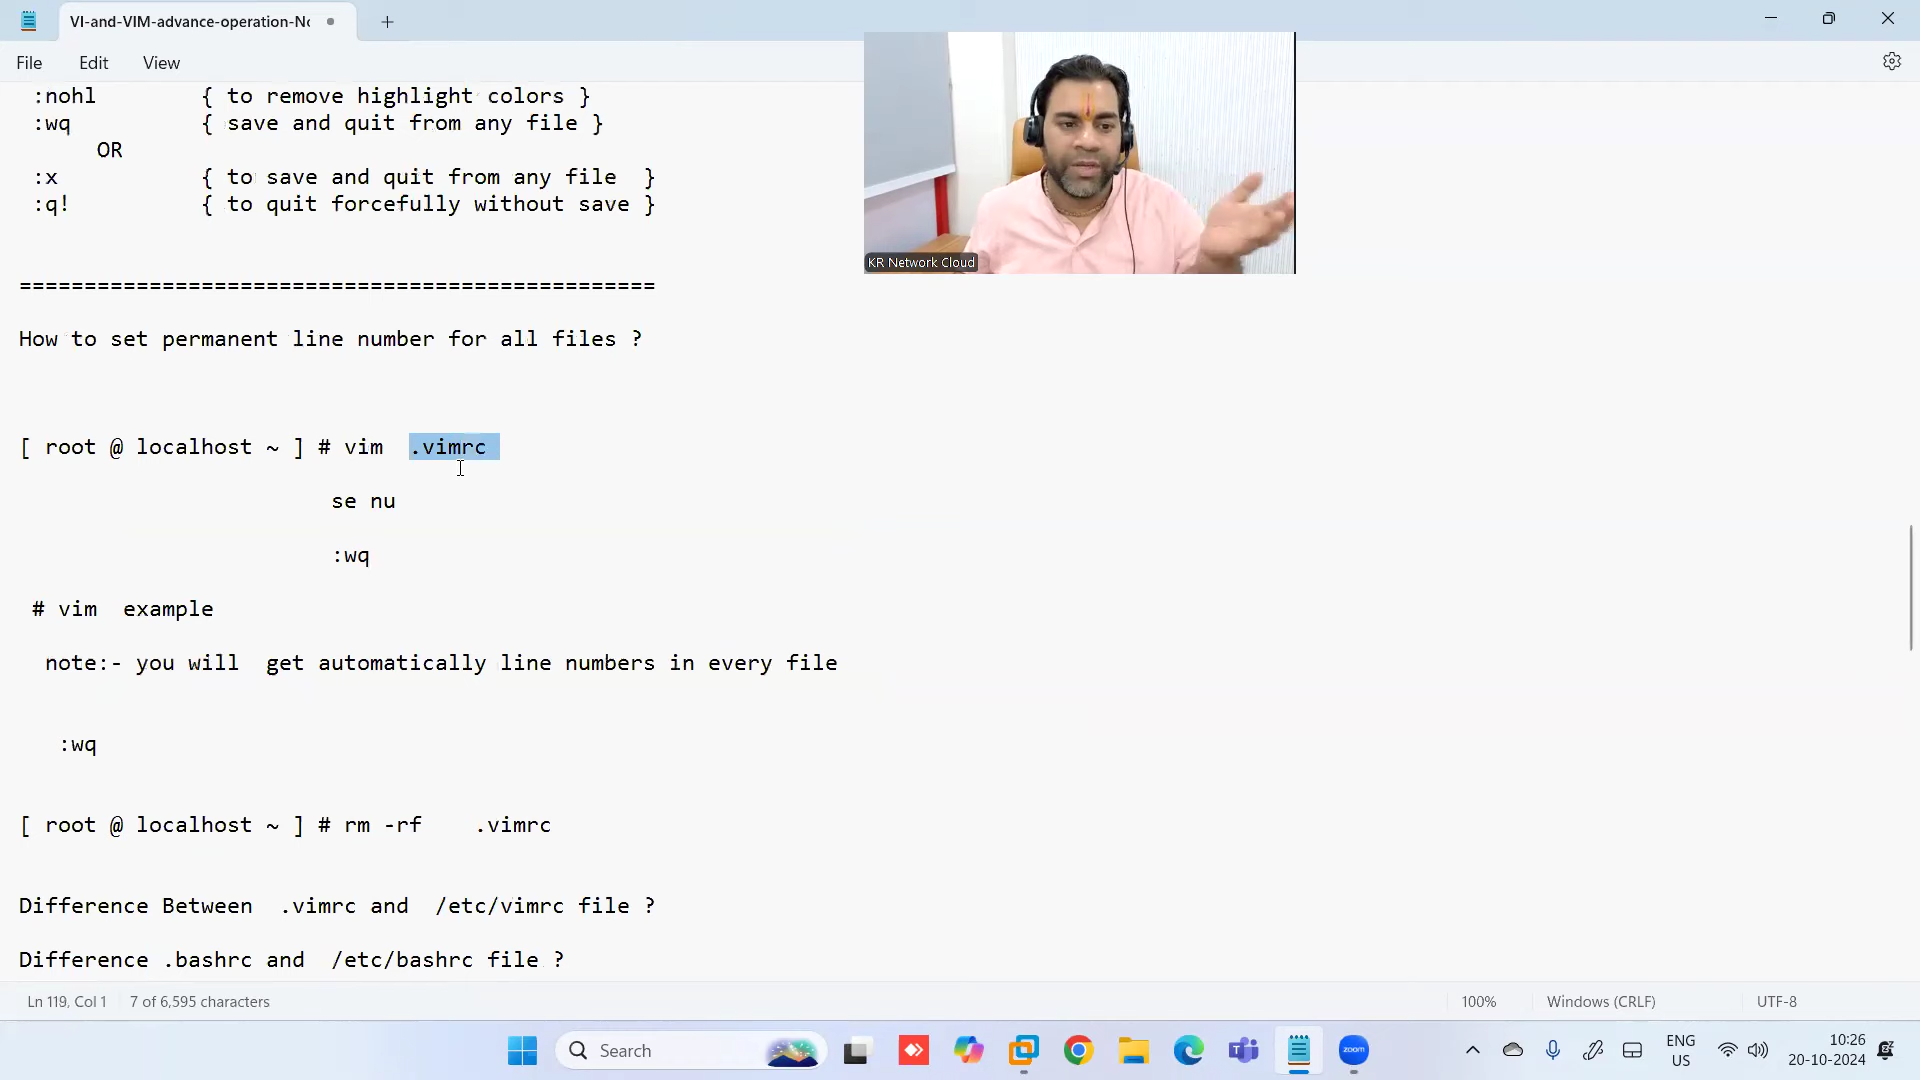 VI-and-VIM-advance-operation-No
File Edit View
:nohl { to remove highlight colors }
:wq { save and quit from any file }
OR
:x { to save and quit from any file }
:q! { to quit forcefully without save }
================================================
How to set permanent line number for all files ?
[ root @ localhost ~ ] # vim .vimrc
se nu
:wq
# vim example
note:- you will get automatically line numbers in every file
:wq
[ root @ localhost ~ ] # rm -rf .vimrc
Difference Between .vimrc and /etc/vimrc file ?
Difference .bashrc and /etc/bashrc file ?
KR Network Cloud
Ln 119, Col 1 7 of 6,595 characters 100% Windows (CRLF) UTF-8
Search
zoom
ENG
US
10:26
20-10-2024